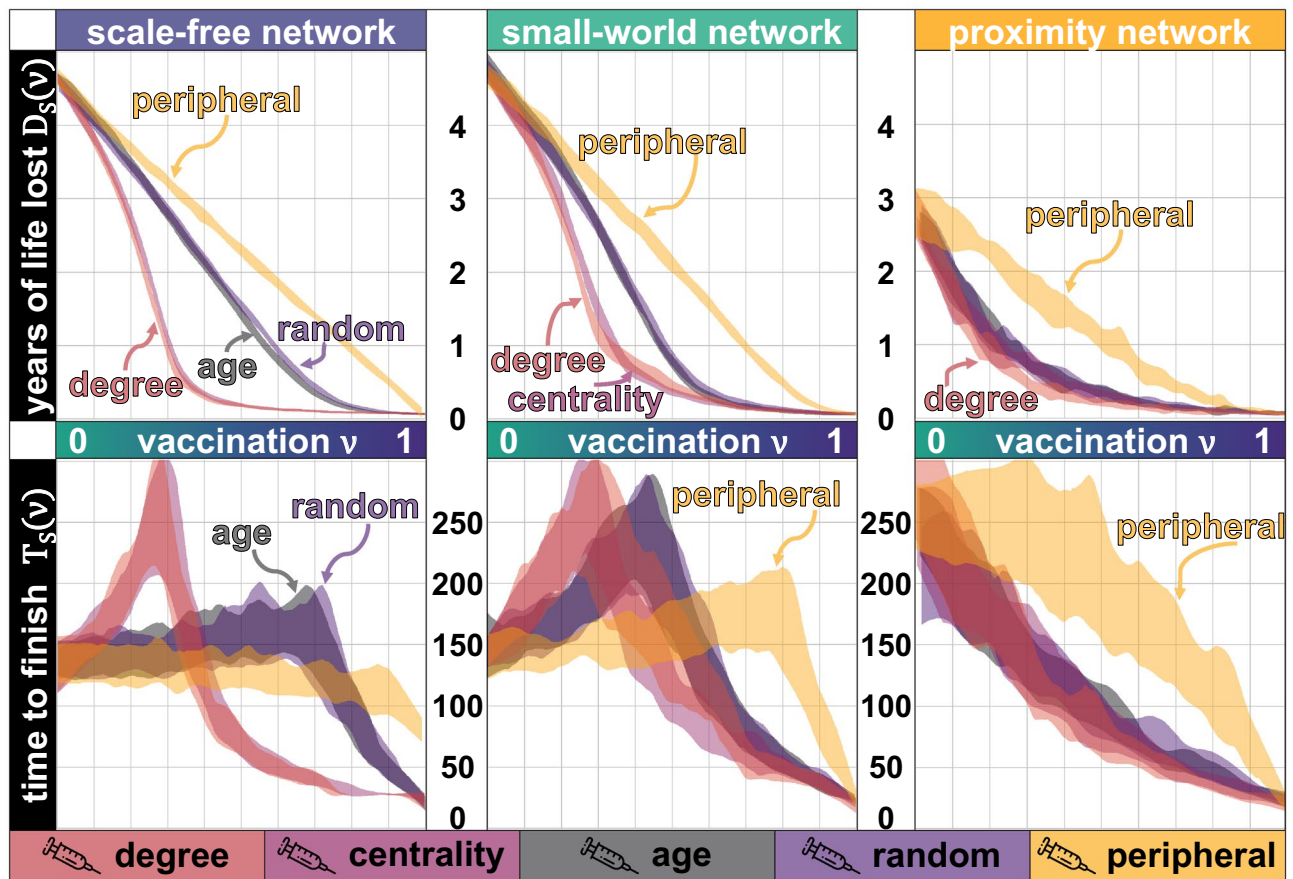 scale-free network
small-world network
proximity network
years of life lost D_S(ν)
peripheral
degree
age
random
4
3
2
1
0
peripheral
degree
centrality
4
3
2
1
0
peripheral
degree
0 vaccination ν 1
0 vaccination ν 1
0 vaccination ν 1
time to finish T_S(ν)
random
age
250
200
150
100
50
0
peripheral
250
200
150
100
50
0
peripheral
degree
centrality
age
random
peripheral